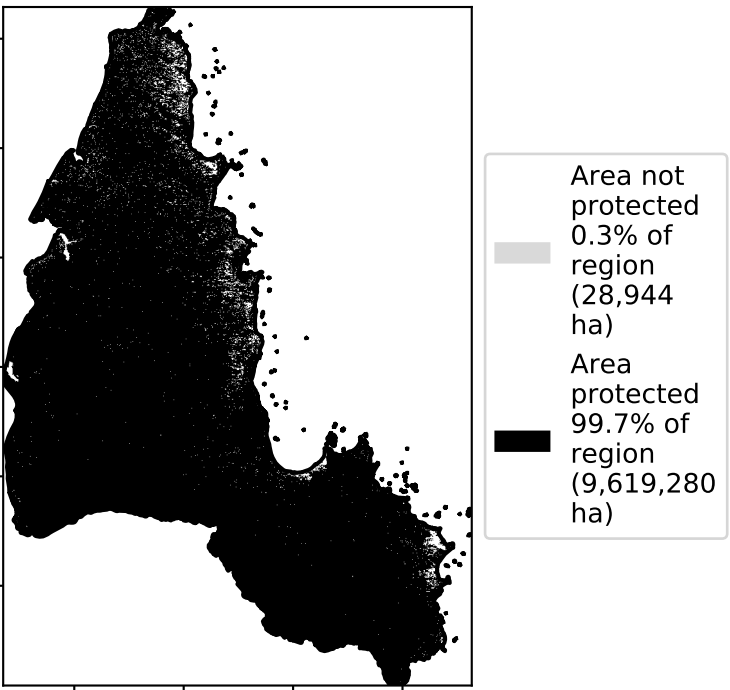 Area not
protected
0.3% of
region
(28,944
ha)
Area
protected
99.7% of
region
(9,619,280
ha)